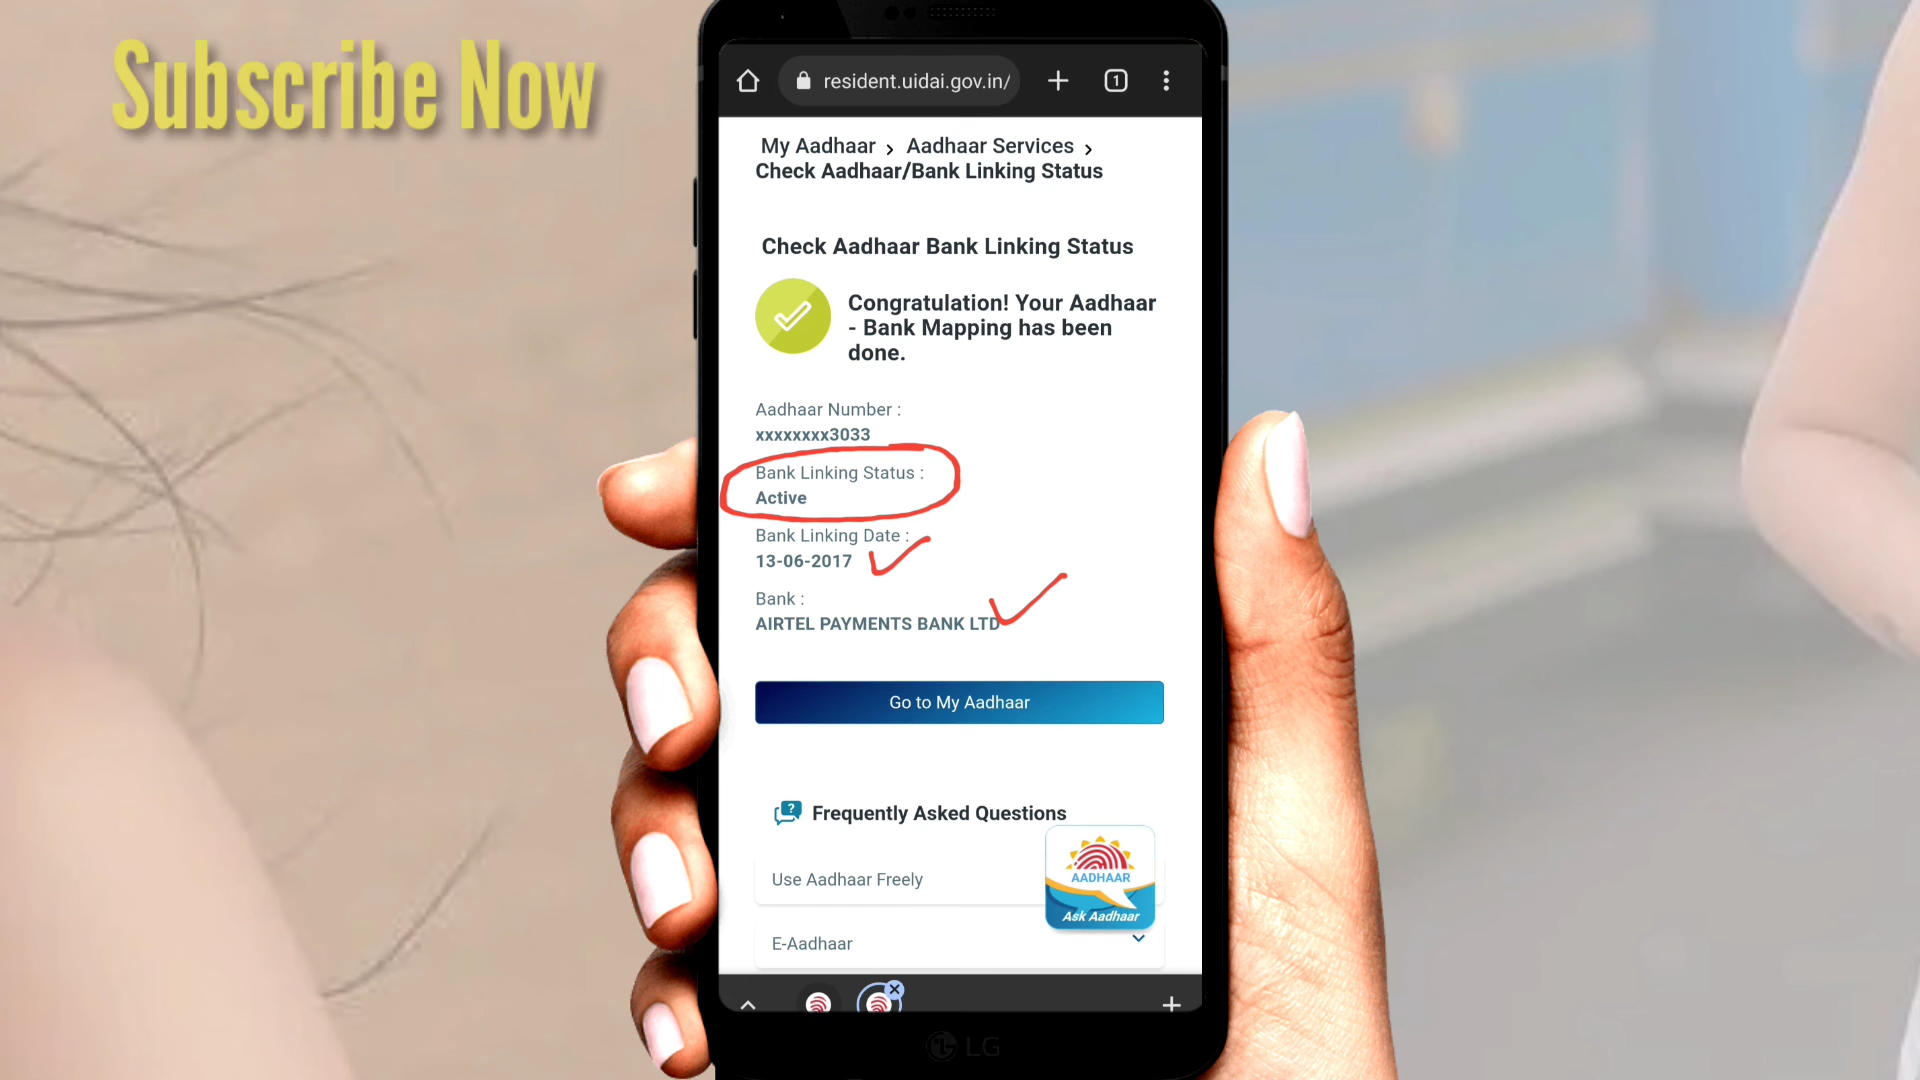 Subscribe Now
resident.uidai.gov.in/
1
My Aadhaar > Aadhaar Services >
Check Aadhaar/Bank Linking Status
Check Aadhaar Bank Linking Status
Congratulation! Your Aadhaar
- Bank Mapping has been
done.
Aadhaar Number :
xxxxxxxx3033
Bank Linking Status :
Active
Bank Linking Date :
13-06-2017
Bank :
AIRTEL PAYMENTS BANK LTD
Go to My Aadhaar
Frequently Asked Questions
Use Aadhaar Freely
AADHAAR
Ask Aadhaar
E-Aadhaar
LG